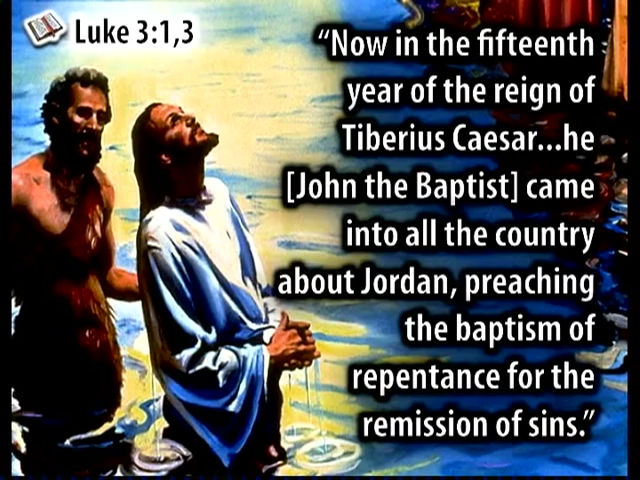 Luke 3:1,3
“Now in the fifteenth
year of the reign of
Tiberius Caesar...he
[John the Baptist] came
into all the country
about Jordan, preaching
the baptism of
repentance for the
remission of sins.”